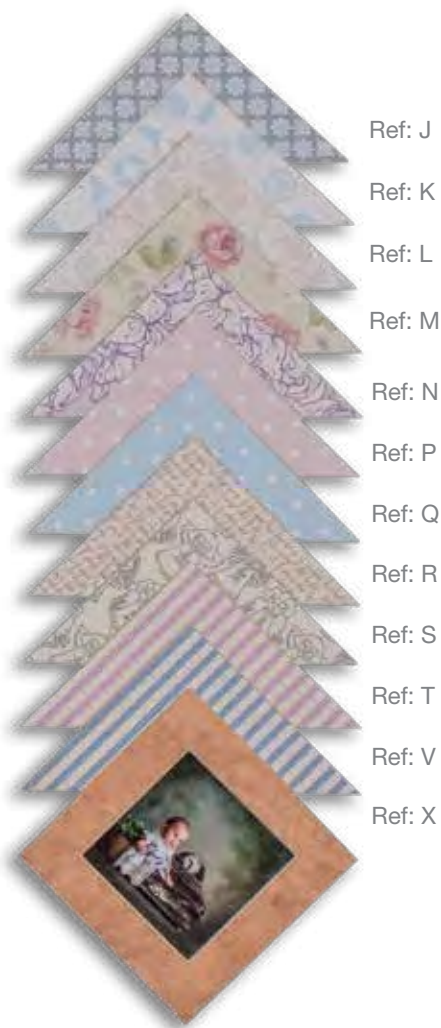 Ref: J
Ref: K
Ref: L
Ref: M
Ref: N
Ref: P
Ref: Q
Ref: R
Ref: S
Ref: T
Ref: V
Ref: X